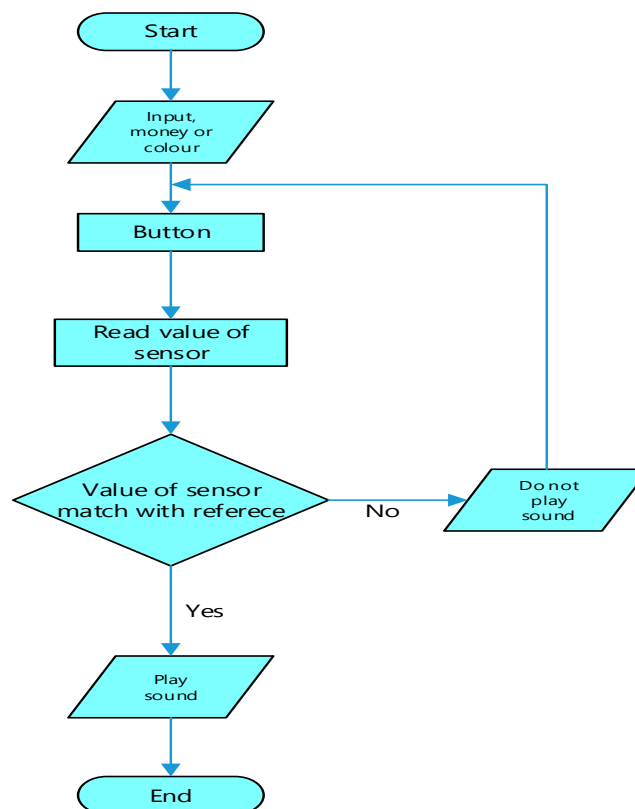 Start
Input,
money or
colour
Button
Read value of
sensor
Value of sensor
match with referece
No
Do not
play
sound
Yes
Play
sound
End